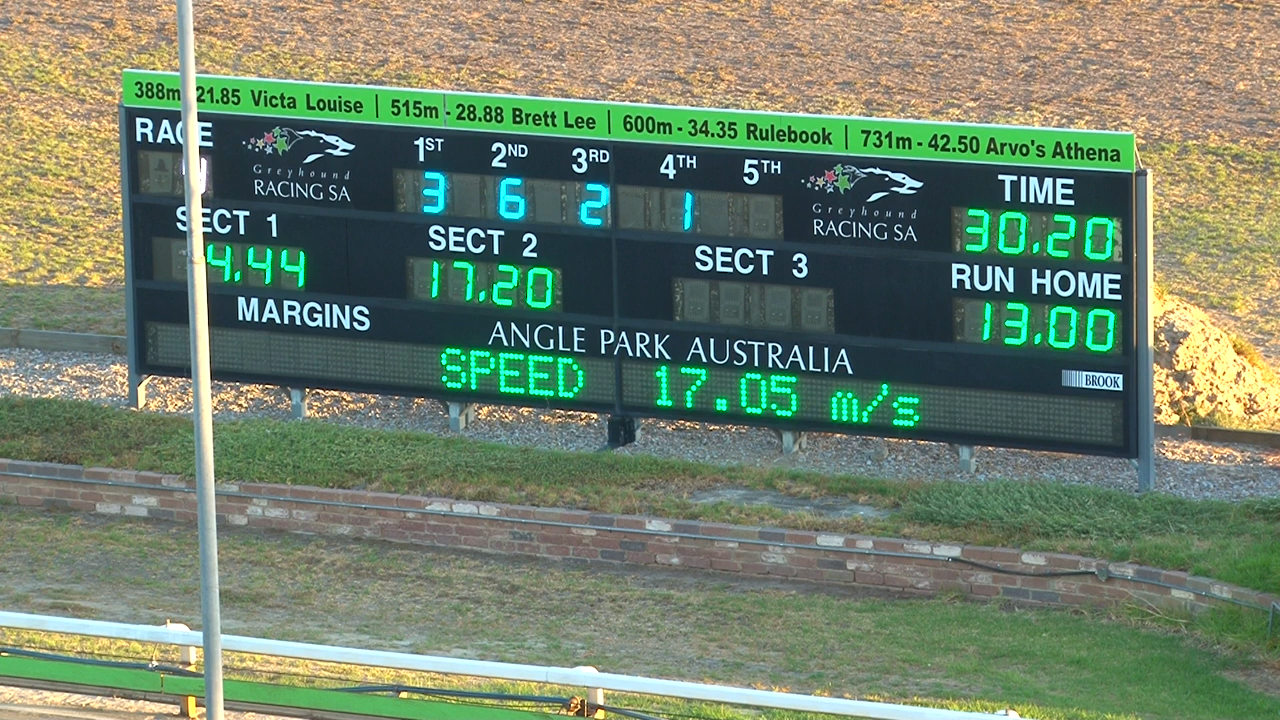 388m 21.85 Victa Louise | 515m - 28.88 Brett Lee | 600m - 34.35 Rulebook | 731m - 42.50 Arvo's Athena
RACE Greyhound RACING SA 1ST 2ND 3RD 4TH 5TH Greyhound RACING SA TIME
3 6 2 1 30.20
SECT 1 SECT 2 SECT 3 RUN HOME
4.44 17.20 13.00
MARGINS ANGLE PARK AUSTRALIA
BROOK
SPEED 17.05 m/s